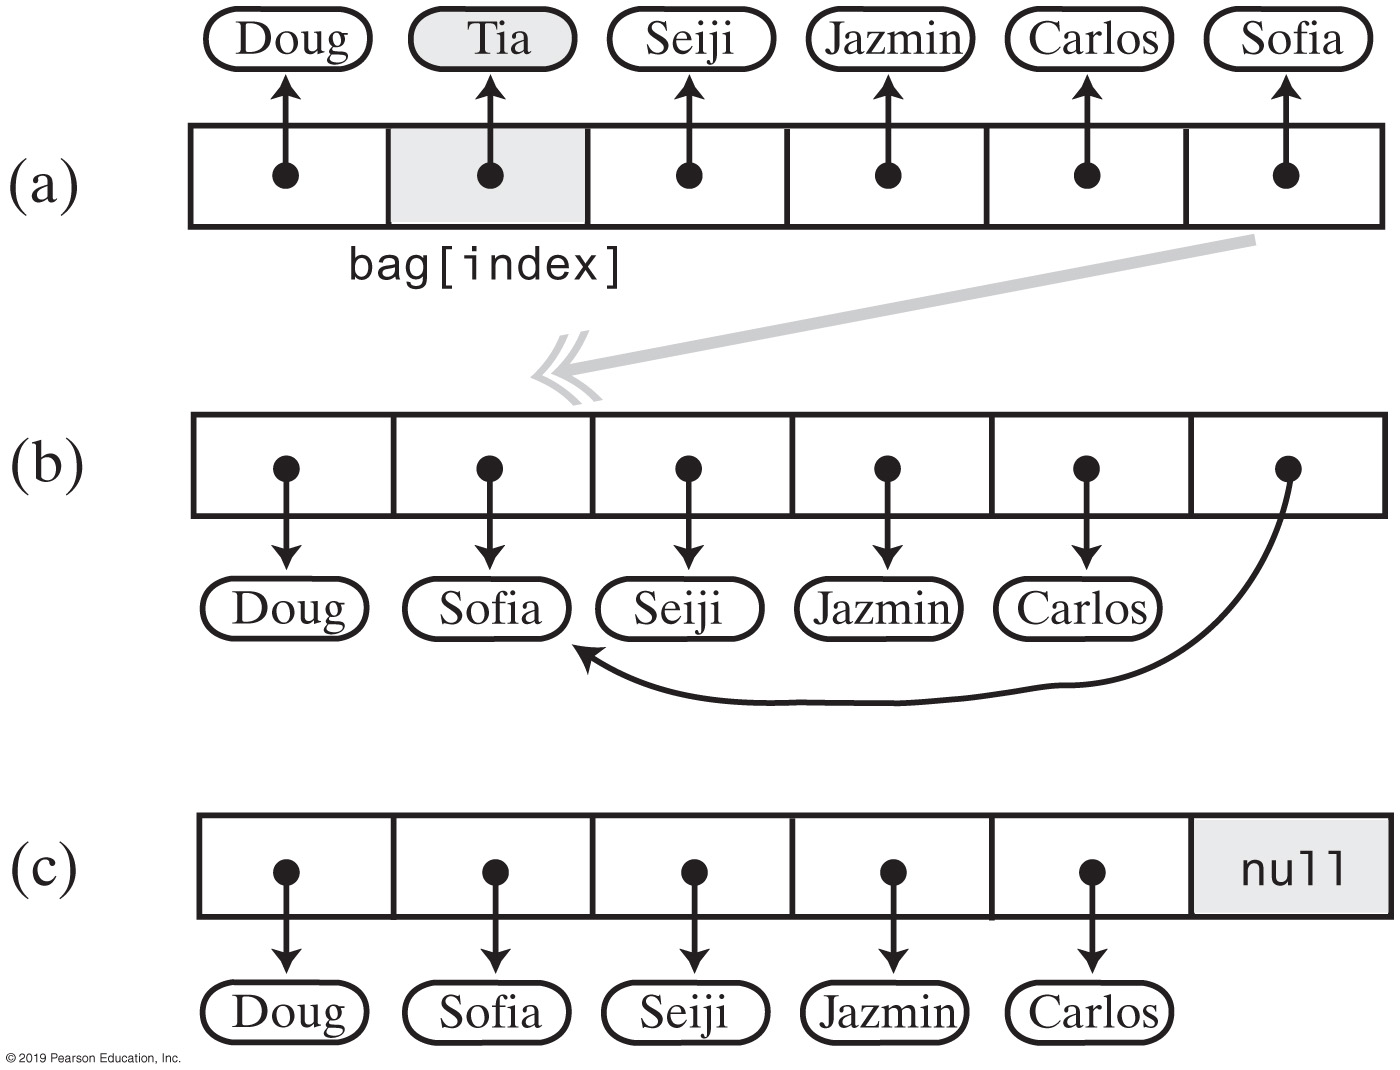 Doug Tia Seiji Jazmin Carlos Sofia
(a)
bag[index]
(b)
Doug Sofia Seiji Jazmin Carlos
(c) null
Doug Sofia Seiji Jazmin Carlos
© 2019 Pearson Education, Inc.